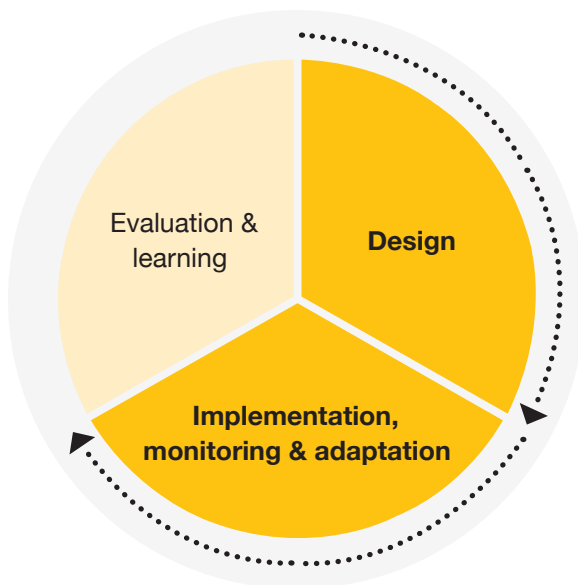 Evaluation &
learning
Design
Implementation,
monitoring & adaptation